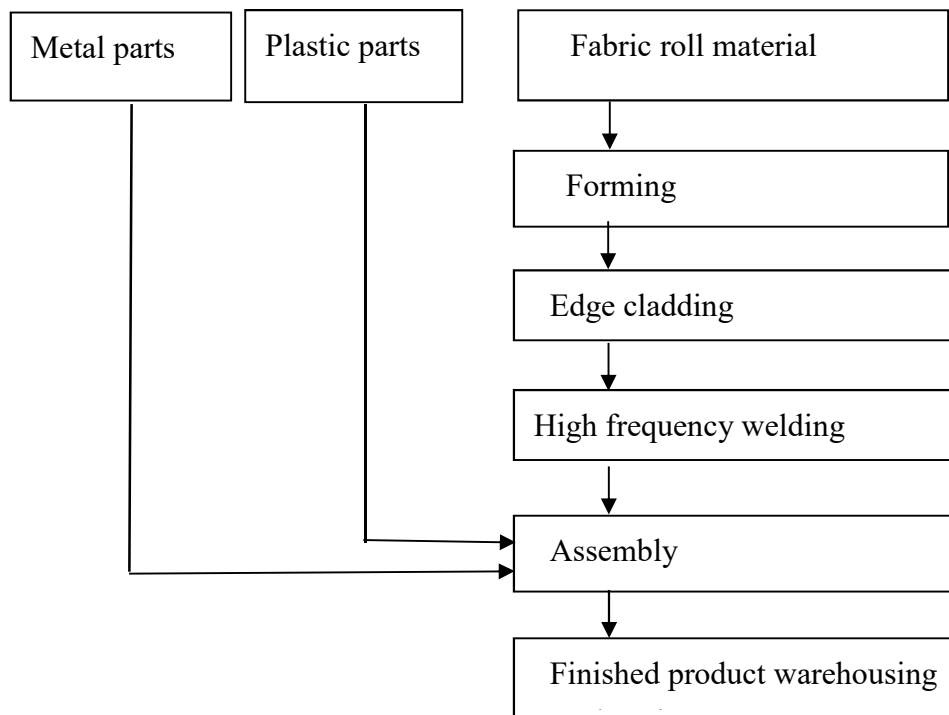 Metal parts
Plastic parts
Fabric roll material
Forming
Edge cladding
High frequency welding
Assembly
Finished product warehousing